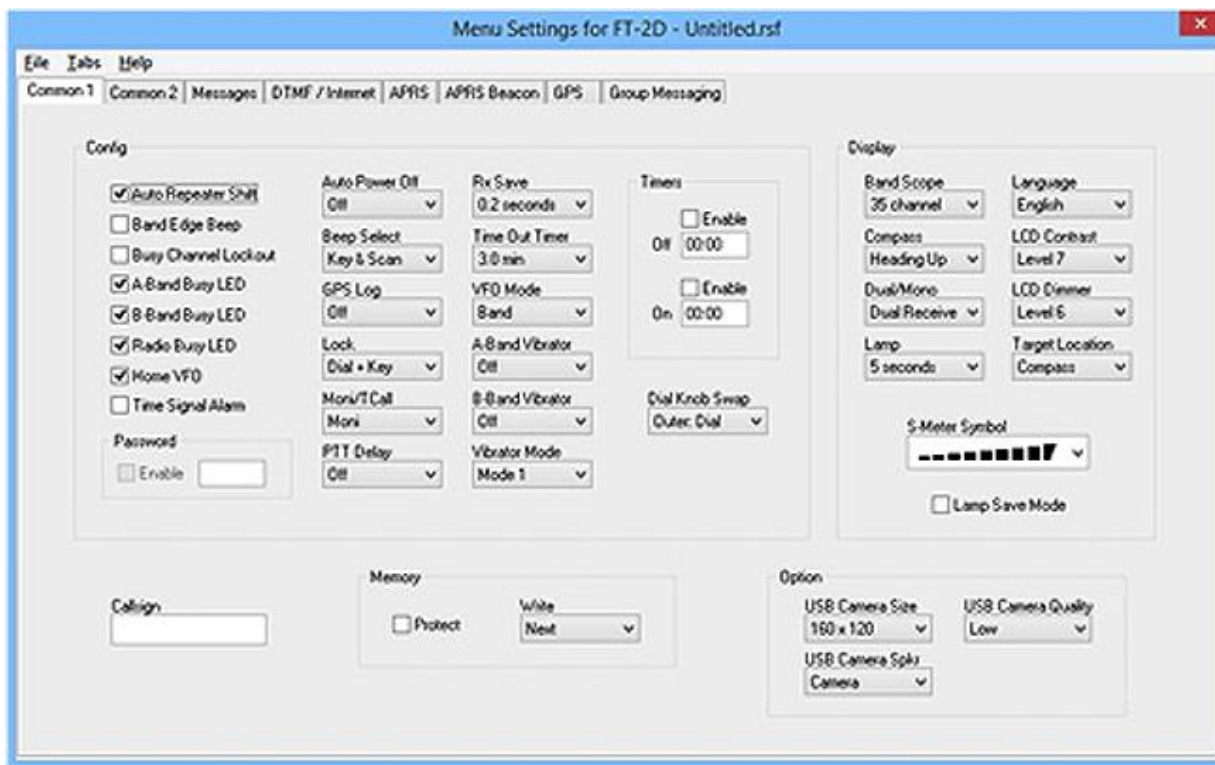 Menu Settings for FT-2D - Untitled.rsf
File Tabs Help
Common 1 Common 2 Messages DTMF / Internet APRS APRS Beacon GPS Group Messaging
Config
Auto Repeater Shift
Band Edge Beep
Busy Channel Lockout
A-Band Busy LED
B-Band Busy LED
Radio Busy LED
Home VFO
Time Signal Alarm
Password
Enable
Auto Power Off
Off
Beep Select
Key & Scan
GPS Log
Off
Lock
Dial + Key
Moni/TCall
Moni
PTT Delay
Off
Rx Save
0.2 seconds
Time Out Timer
3.0 min
VFO Mode
Band
A-Band Vibrator
Off
B-Band Vibrator
Off
Vibrator Mode
Mode 1
Timers
Enable
Off 00:00
Enable
On 00:00
Dial Knob Swap
Outer: Dial
Display
Band Scope
35 channel
Compass
Heading Up
Dual/Mono
Dual Receive
Lamp
5 seconds
Language
English
LCD Contrast
Level 7
LCD Dimmer
Level 6
Target Location
Compass
S-Meter Symbol
Lamp Save Mode
Callsign
Memory
Protect
Write
Next
Option
USB Camera Size
160 x 120
USB Camera Quality
Low
USB Camera Spkr
Camera